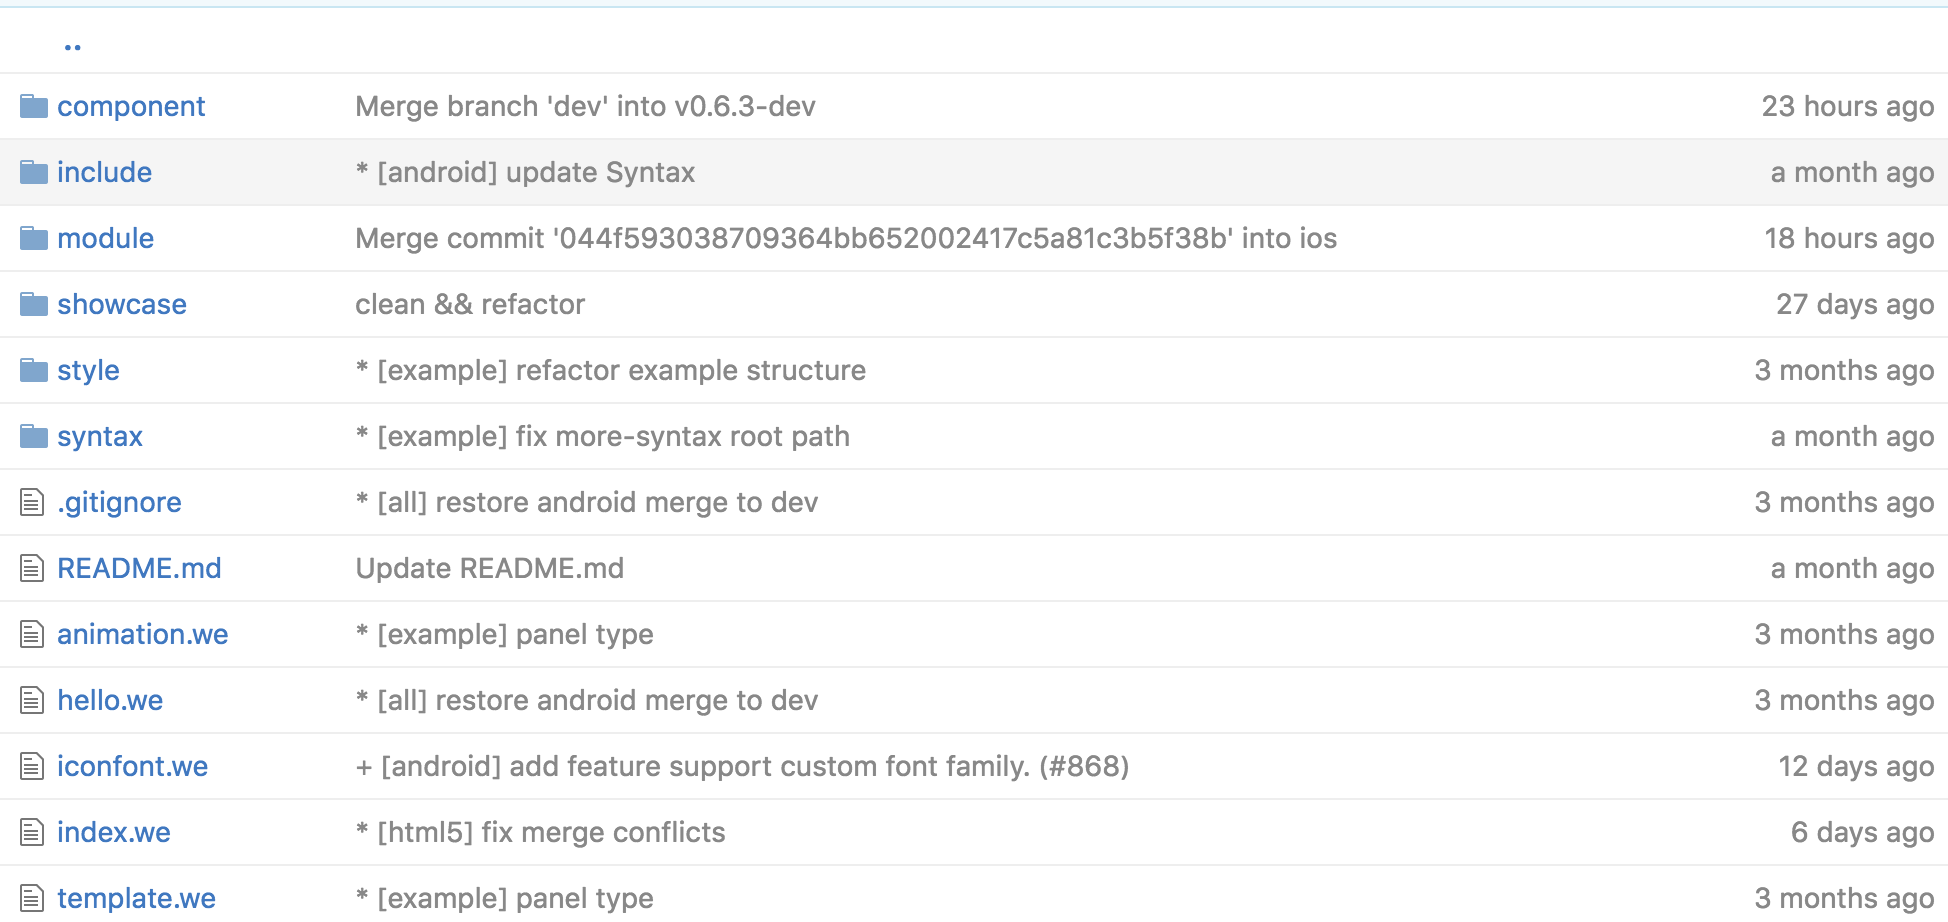 ..
component Merge branch 'dev' into v0.6.3-dev 23 hours ago
include * [android] update Syntax a month ago
module Merge commit '044f593038709364bb652002417c5a81c3b5f38b' into ios 18 hours ago
showcase clean && refactor 27 days ago
style * [example] refactor example structure 3 months ago
syntax * [example] fix more-syntax root path a month ago
.gitignore * [all] restore android merge to dev 3 months ago
README.md Update README.md a month ago
animation.we * [example] panel type 3 months ago
hello.we * [all] restore android merge to dev 3 months ago
iconfont.we + [android] add feature support custom font family. (#868) 12 days ago
index.we * [html5] fix merge conflicts 6 days ago
template.we * [example] panel type 3 months ago